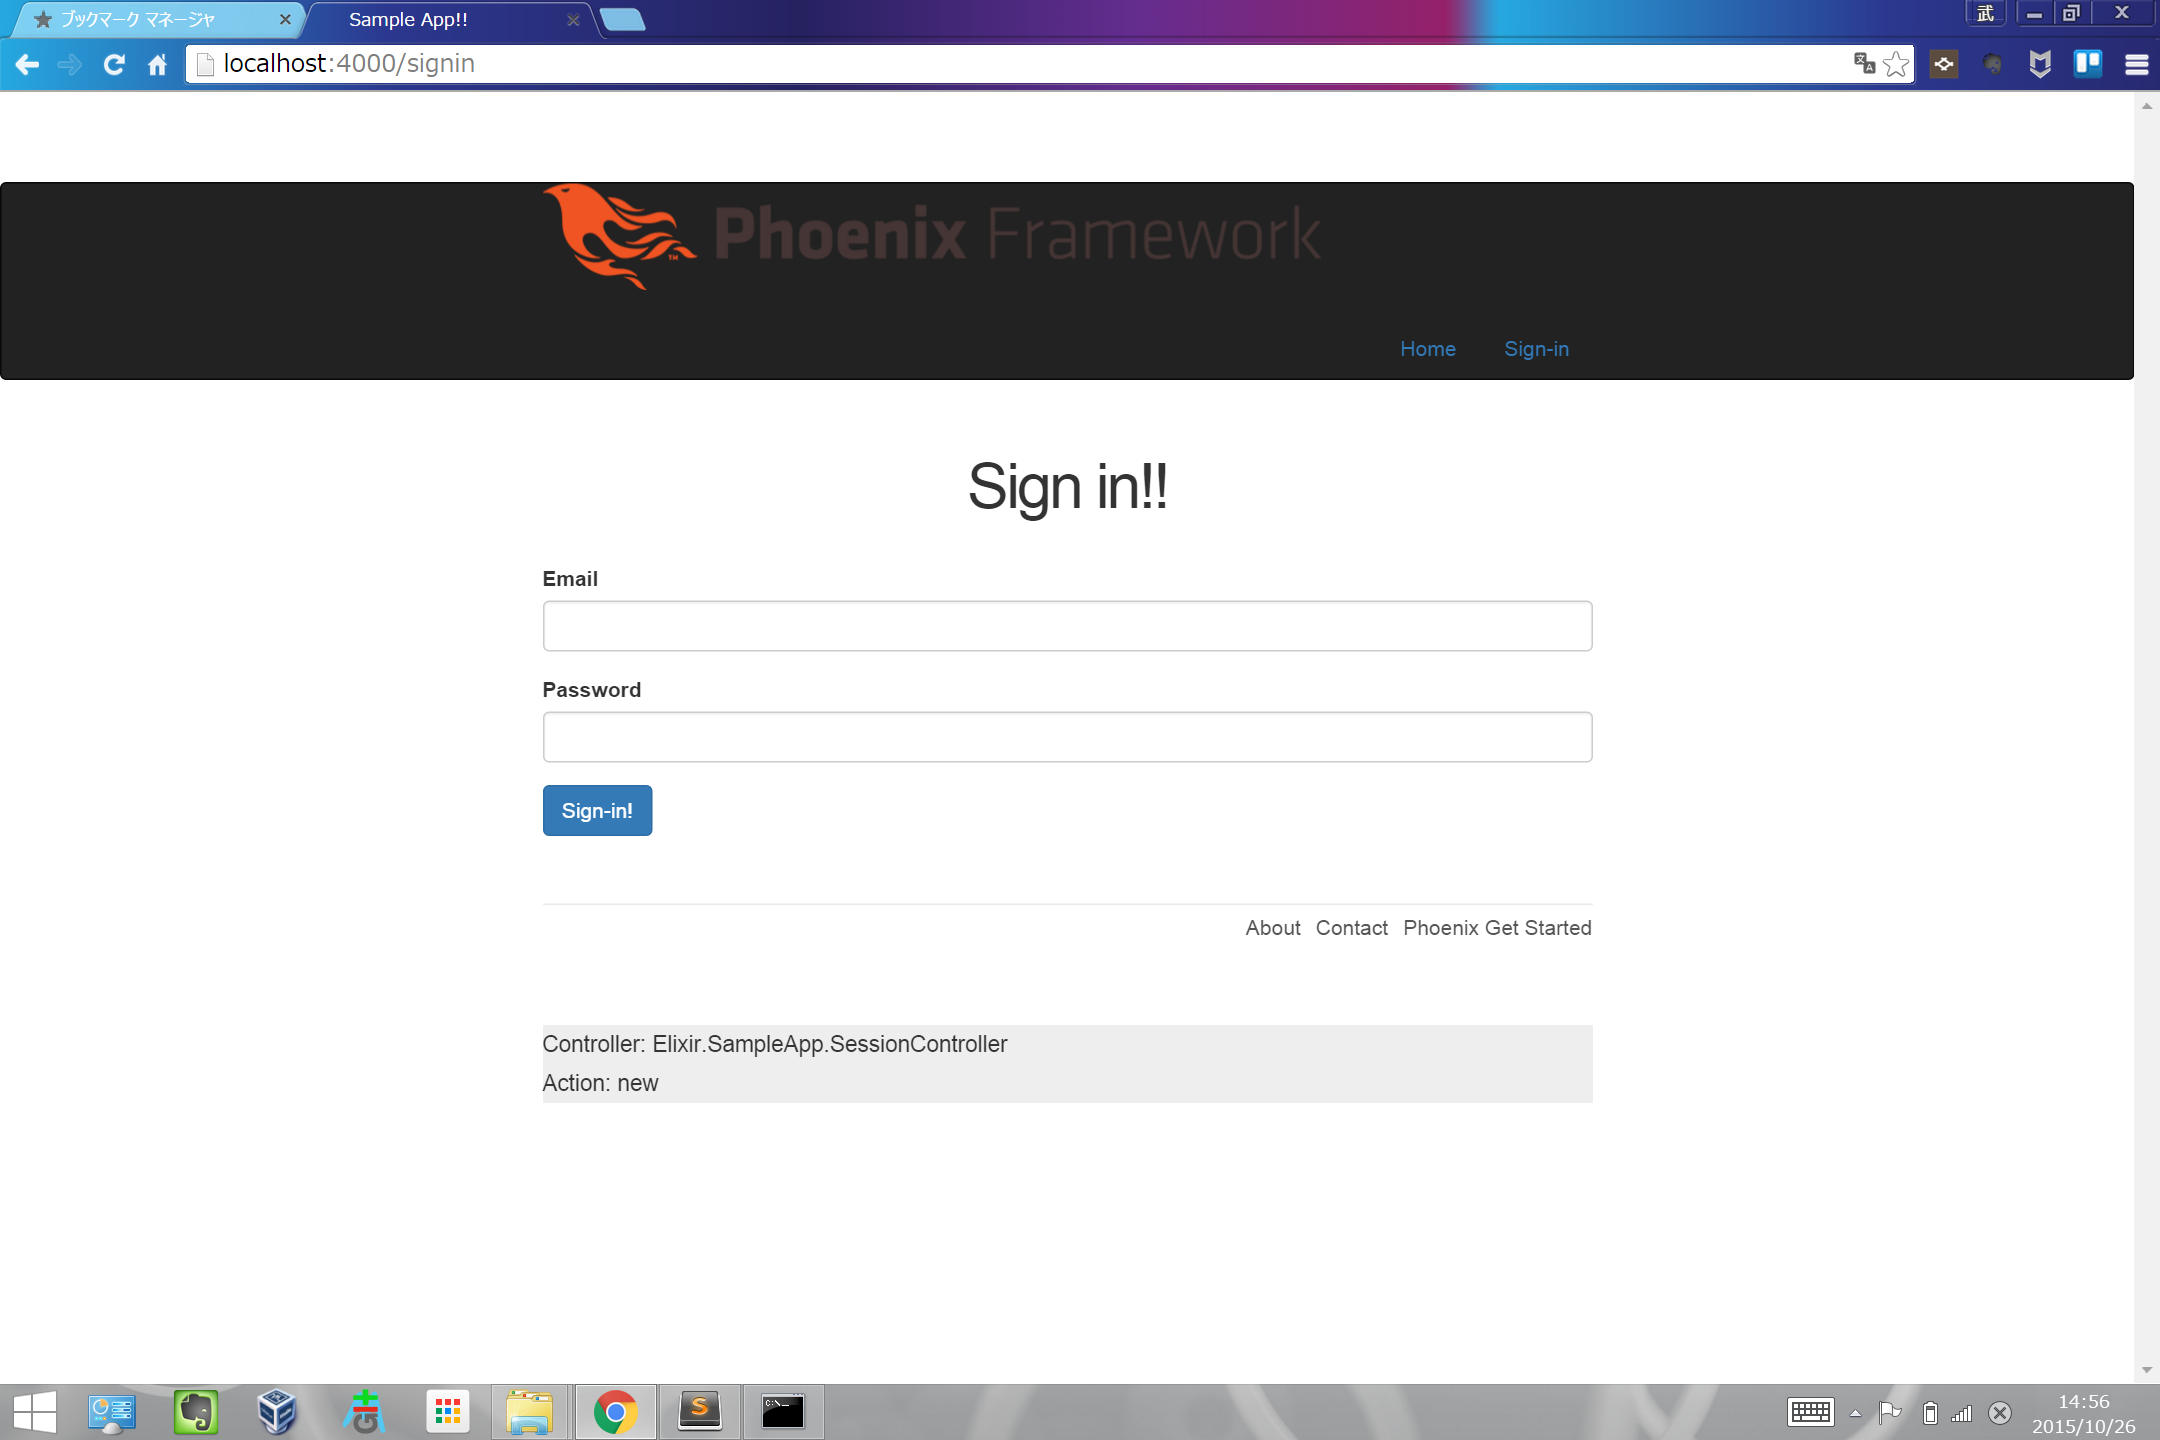 ブックマーク マネージャ
Sample App!!
武
localhost:4000/signin
Phoenix Framework
TM
Home
Sign-in
Sign in!!
Email
Password
Sign-in!
About
Contact
Phoenix Get Started
Controller: Elixir.SampleApp.SessionController
Action: new
14:56
2015/10/26